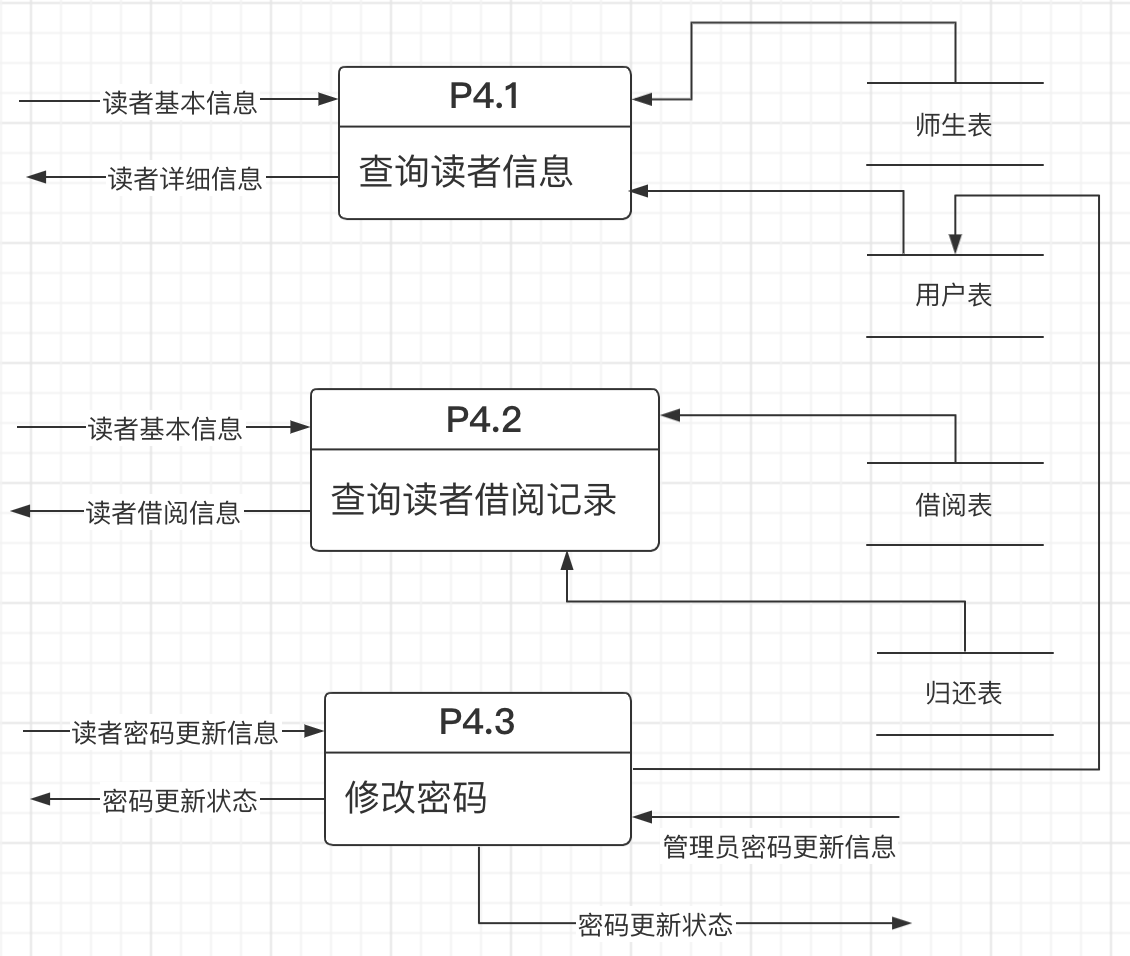 P4.1
读者基本信息
师生表
查询读者信息
读者详细信息
用户表
P4.2
读者基本信息
查询读者借阅记录
借阅表
读者借阅信息
归还表
P4.3
读者密码更新信息
修改密码
密码更新状态
管理员密码更新信息
密码更新状态